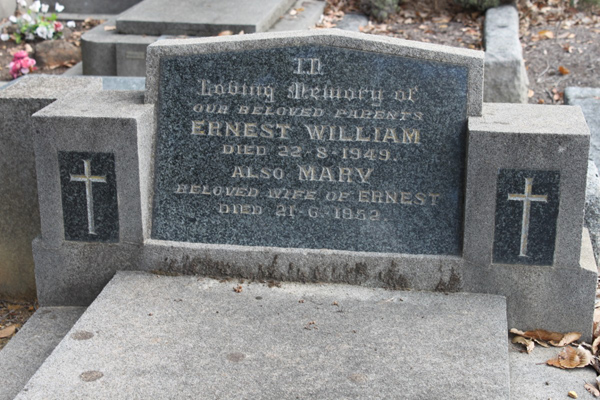 In
Loving Memory of
OUR BELOVED PARENTS
ERNEST WILLIAM
DIED 22-8-1949.
ALSO MARY
BELOVED WIFE OF ERNEST
DIED 21-6-1952.